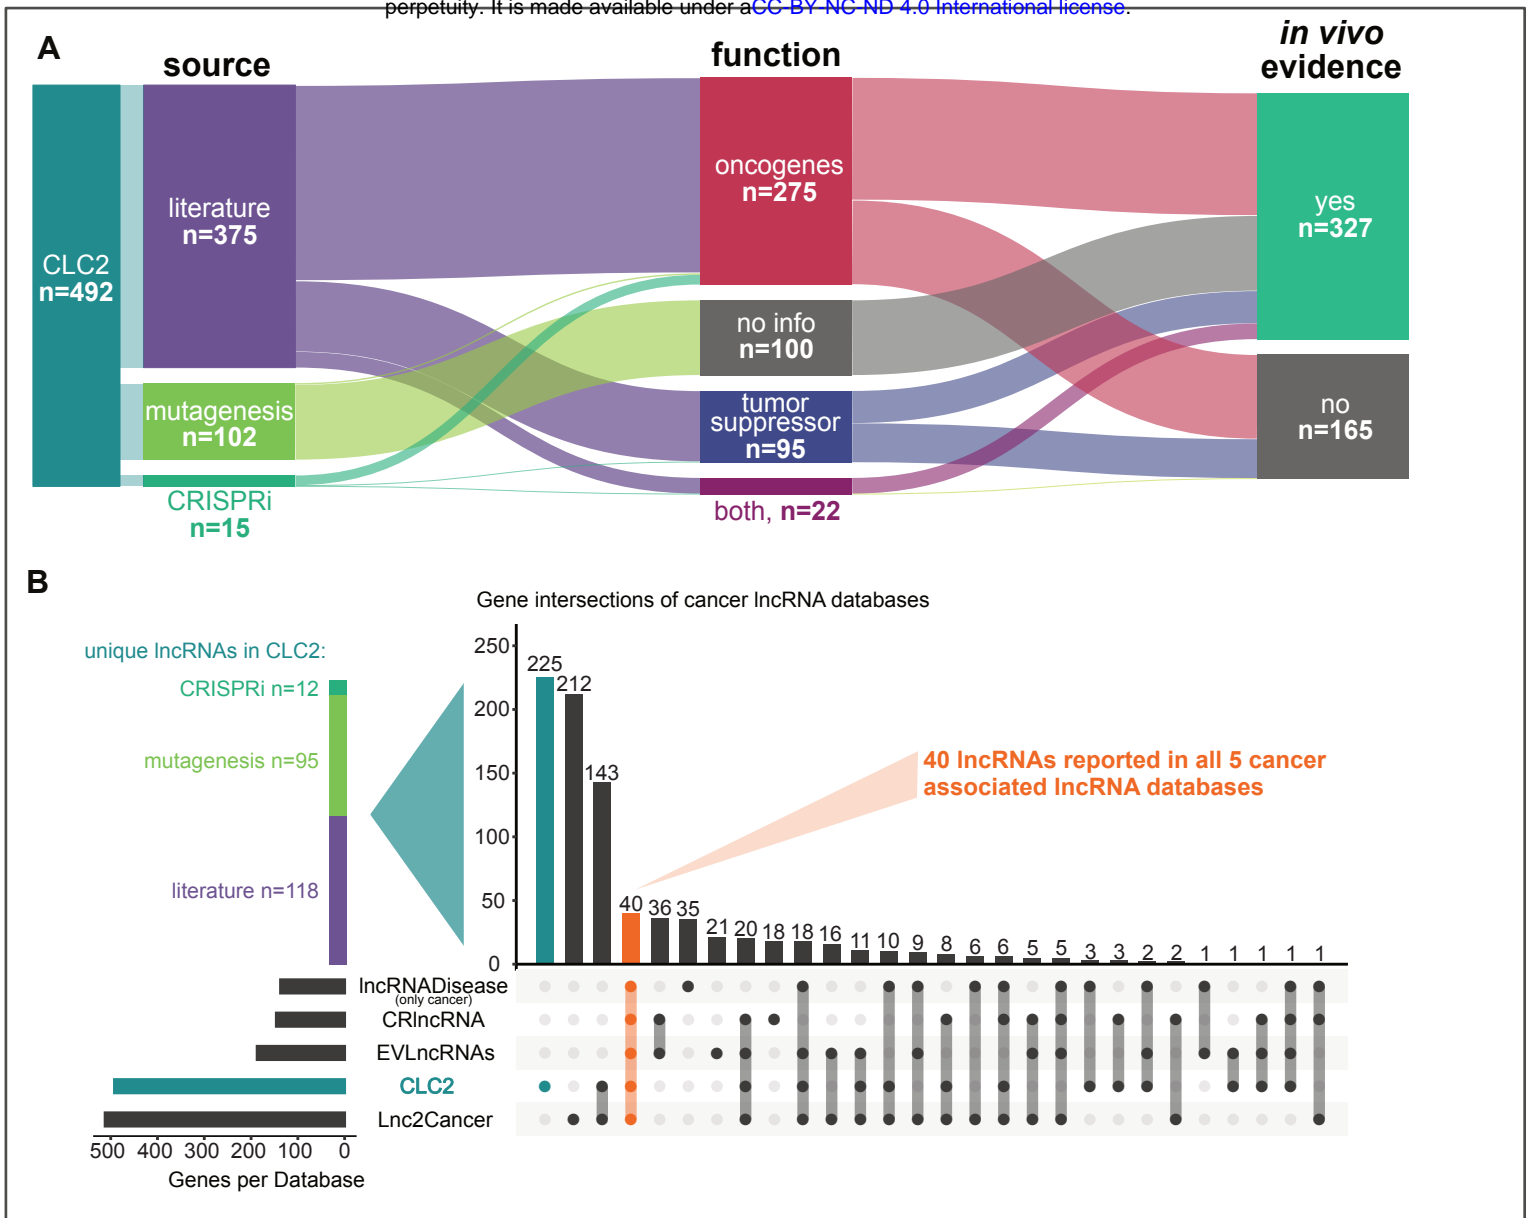 perpetuity. It is made available under aCC-BY-NC-ND 4.0 International license.
A
source
function
in vivo
evidence
CLC2
n=492
literature
n=375
mutagenesis
n=102
CRISPRi
n=15
oncogenes
n=275
no info
n=100
tumor
suppressor
n=95
both, n=22
yes
n=327
no
n=165
B
Gene intersections of cancer lncRNA databases
unique lncRNAs in CLC2:
CRISPRi n=12
mutagenesis n=95
literature n=118
250
200
150
100
50
0
225 212 143 40 36 35 21 20 18 18 16 11 10 9 8 6 6 5 5 3 3 2 2 1 1 1 1 1
40 lncRNAs reported in all 5 cancer
associated lncRNA databases
lncRNADisease
(only cancer)
CRlncRNA
EVLncRNAs
CLC2
Lnc2Cancer
500 400 300 200 100 0
Genes per Database